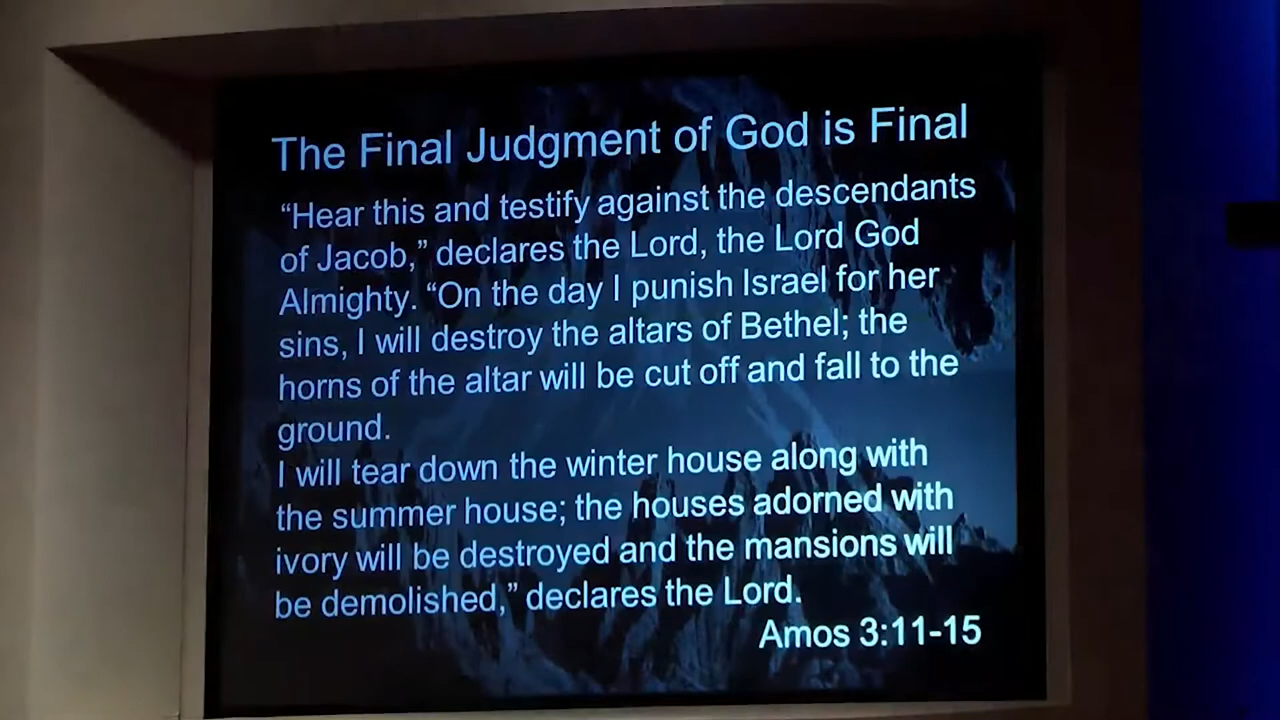 The Final Judgment of God is Final
“Hear this and testify against the descendants
of Jacob,” declares the Lord, the Lord God
Almighty. “On the day I punish Israel for her
sins, I will destroy the altars of Bethel; the
horns of the altar will be cut off and fall to the
ground.
I will tear down the winter house along with
the summer house; the houses adorned with
ivory will be destroyed and the mansions will
be demolished,” declares the Lord.
Amos 3:11-15